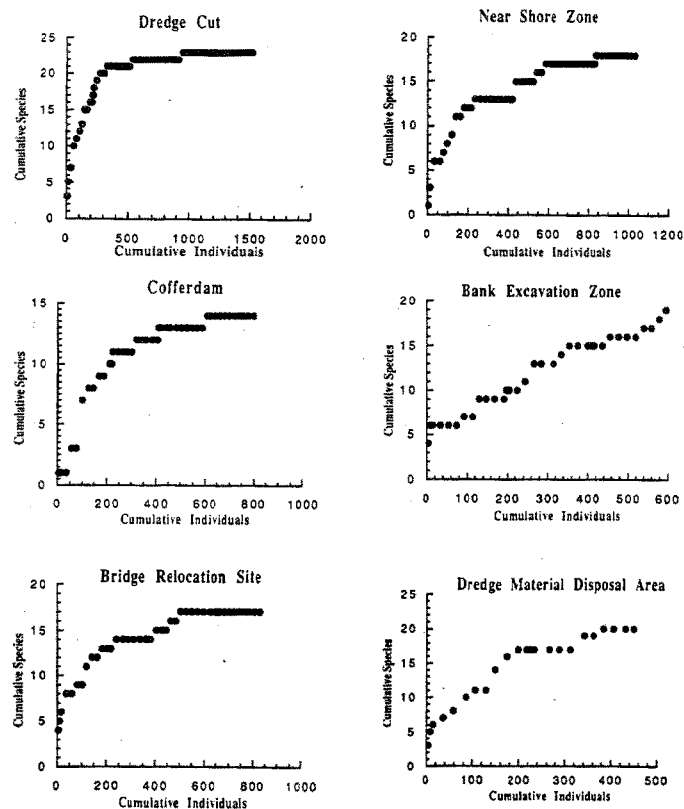 Dredge Cut
Cumulative Species
25
20
15
10
5
0
0 500 1000 1500 2000
Cumulative Individuals
Near Shore Zone
Cumulative Species
20
15
10
5
0
0 200 400 600 800 1000 1200
Cumulative Individuals
Cofferdam
Cumulative Species
15
10
5
0
0 200 400 600 800 1000
Cumulative Individuals
Bank Excavation Zone
Cumulative Species
20
15
10
5
0
0 100 200 300 400 500 600
Cumulative Individuals
Bridge Relocation Site
Cumulative Species
20
15
10
5
0
0 200 400 600 800 1000
Cumulative Individuals
Dredge Material Disposal Area
Cumulative Species
25
20
15
10
5
0
0 100 200 300 400 500
Cumulative Individuals